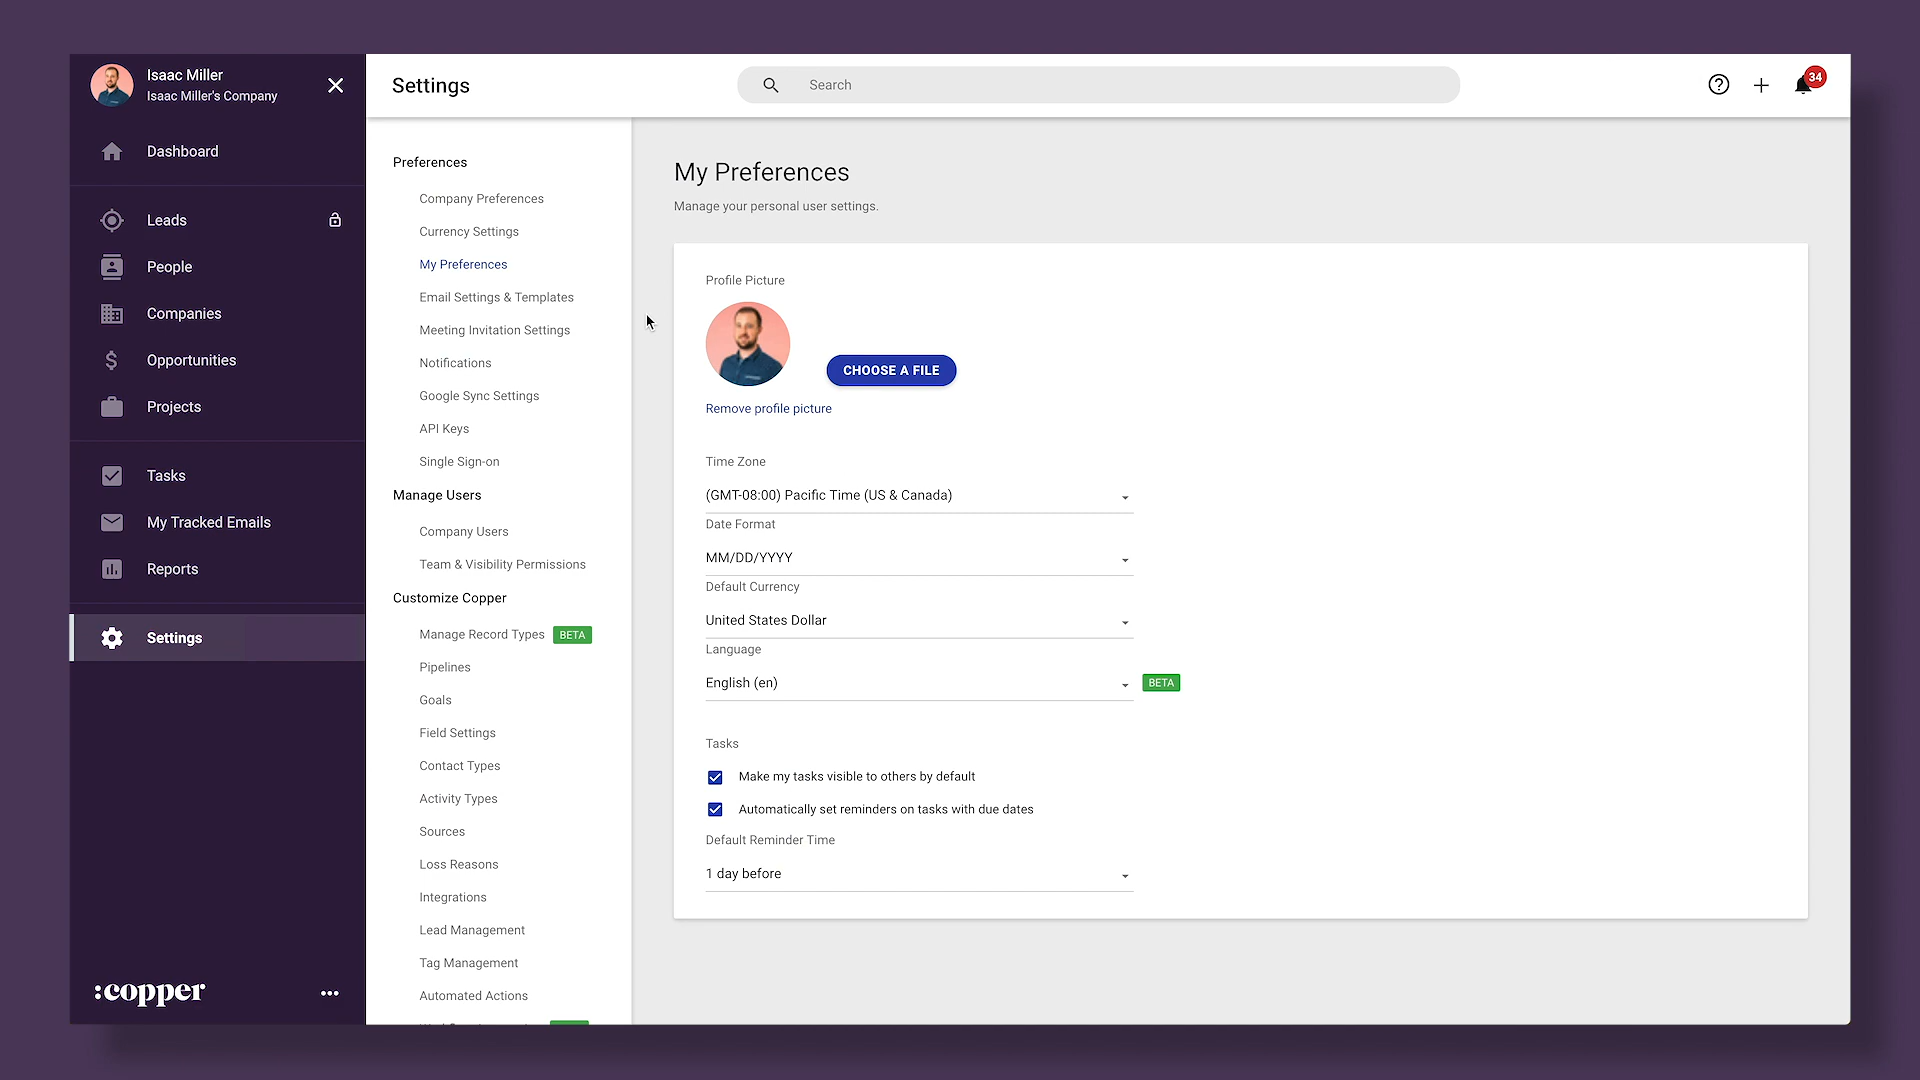 Isaac Miller
Isaac Miller's Company
Dashboard
Leads
People
Companies
Opportunities
Projects
Tasks
My Tracked Emails
Reports
Settings
:copper
Settings
Search
34
Preferences
Company Preferences
Currency Settings
My Preferences
Email Settings & Templates
Meeting Invitation Settings
Notifications
Google Sync Settings
API Keys
Single Sign-on
Manage Users
Company Users
Team & Visibility Permissions
Customize Copper
Manage Record Types BETA
Pipelines
Goals
Field Settings
Contact Types
Activity Types
Sources
Loss Reasons
Integrations
Lead Management
Tag Management
Automated Actions
My Preferences
Manage your personal user settings.
Profile Picture
CHOOSE A FILE
Remove profile picture
Time Zone
(GMT-08:00) Pacific Time (US & Canada)
Date Format
MM/DD/YYYY
Default Currency
United States Dollar
Language
English (en) BETA
Tasks
Make my tasks visible to others by default
Automatically set reminders on tasks with due dates
Default Reminder Time
1 day before